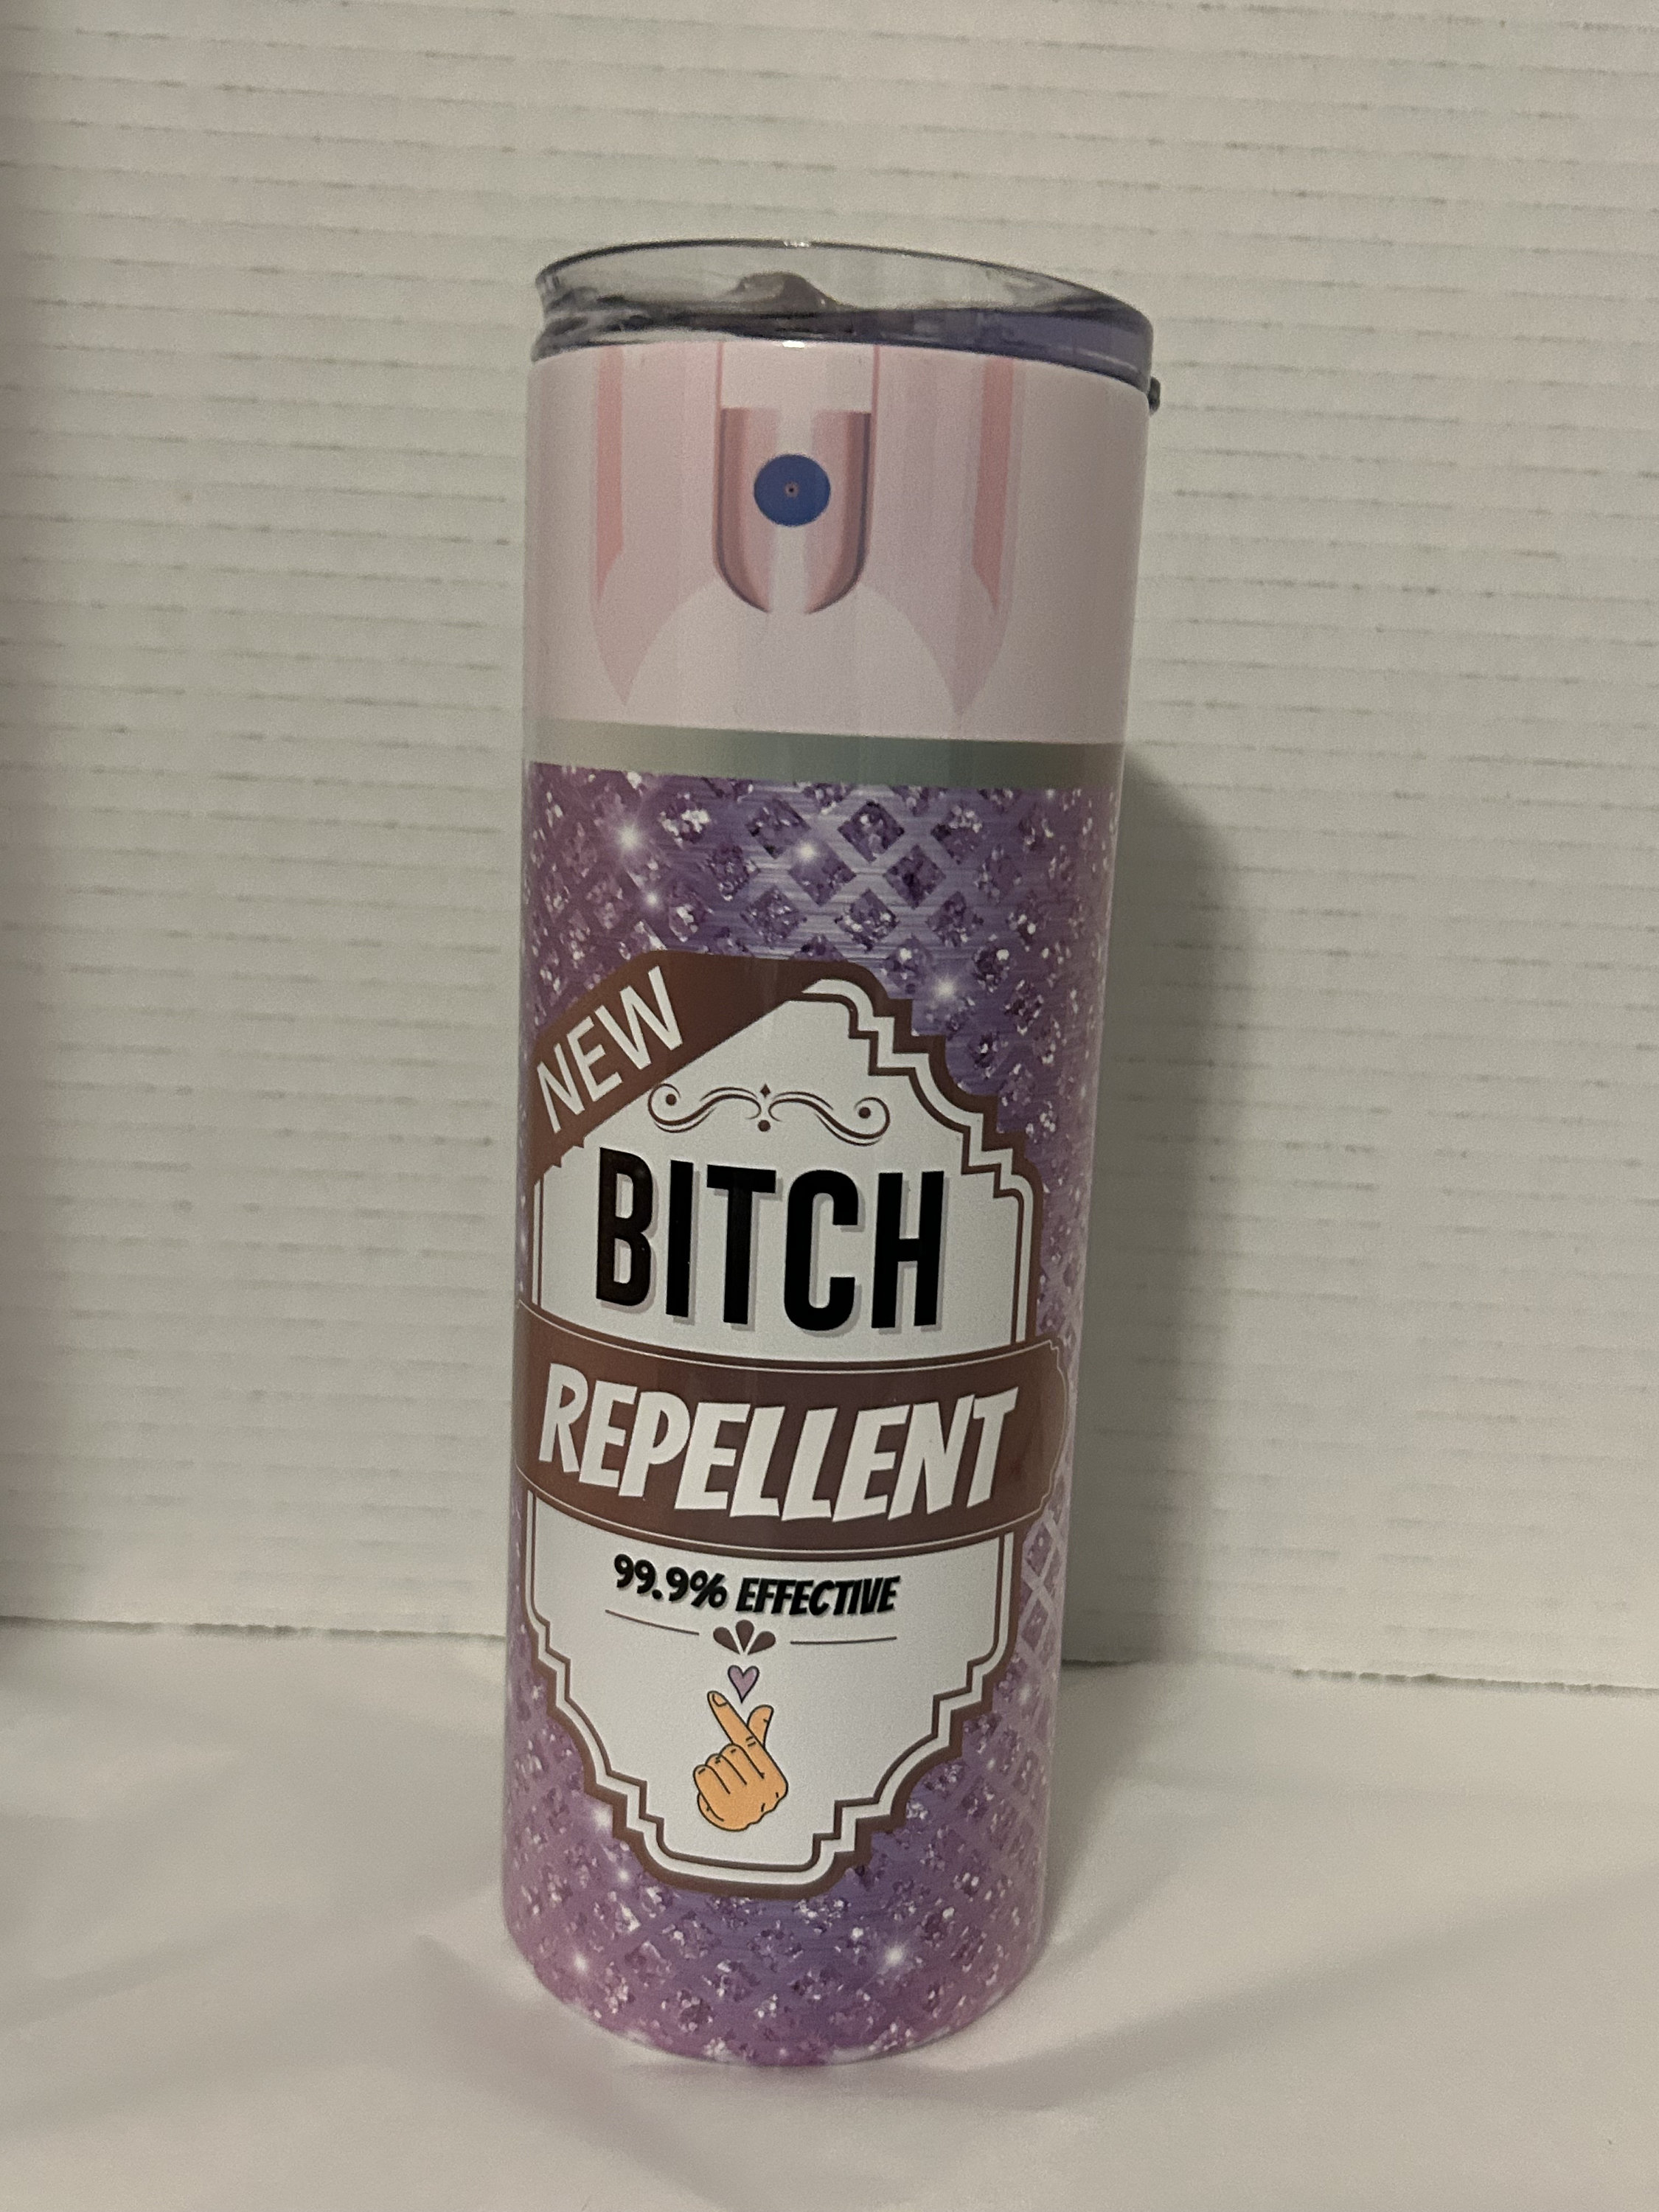 NEW
BITCH
REPELLENT
99.9% EFFECTIVE